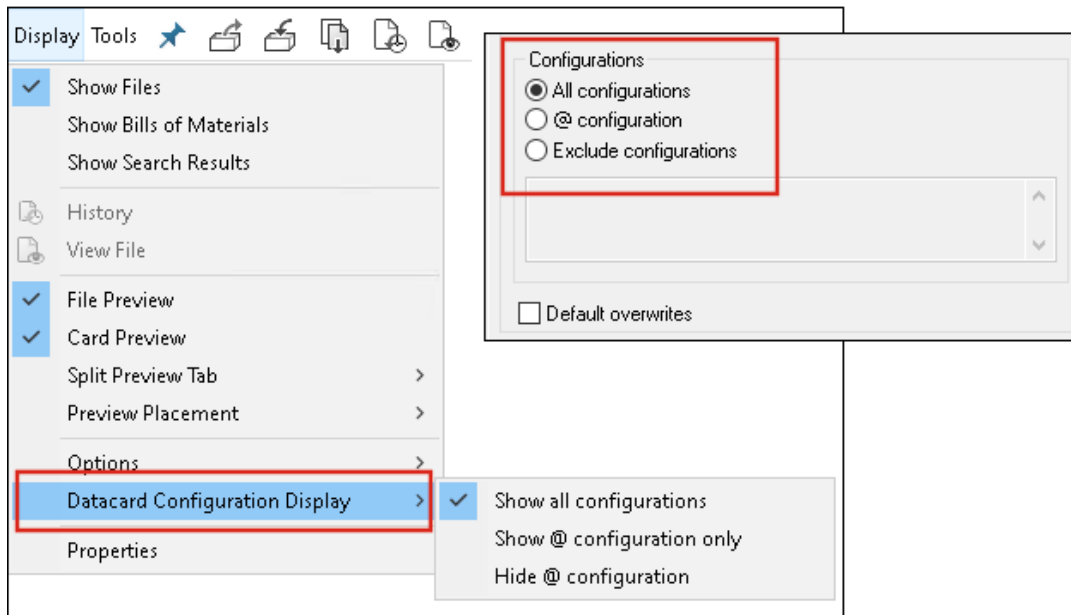 Display Tools
Show Files
Show Bills of Materials
Show Search Results
History
View File
File Preview
Card Preview
Split Preview Tab
Preview Placement
Options
Datacard Configuration Display
Properties
Show all configurations
Show @ configuration only
Hide @ configuration
Configurations
All configurations
@ configuration
Exclude configurations
Default overwrites